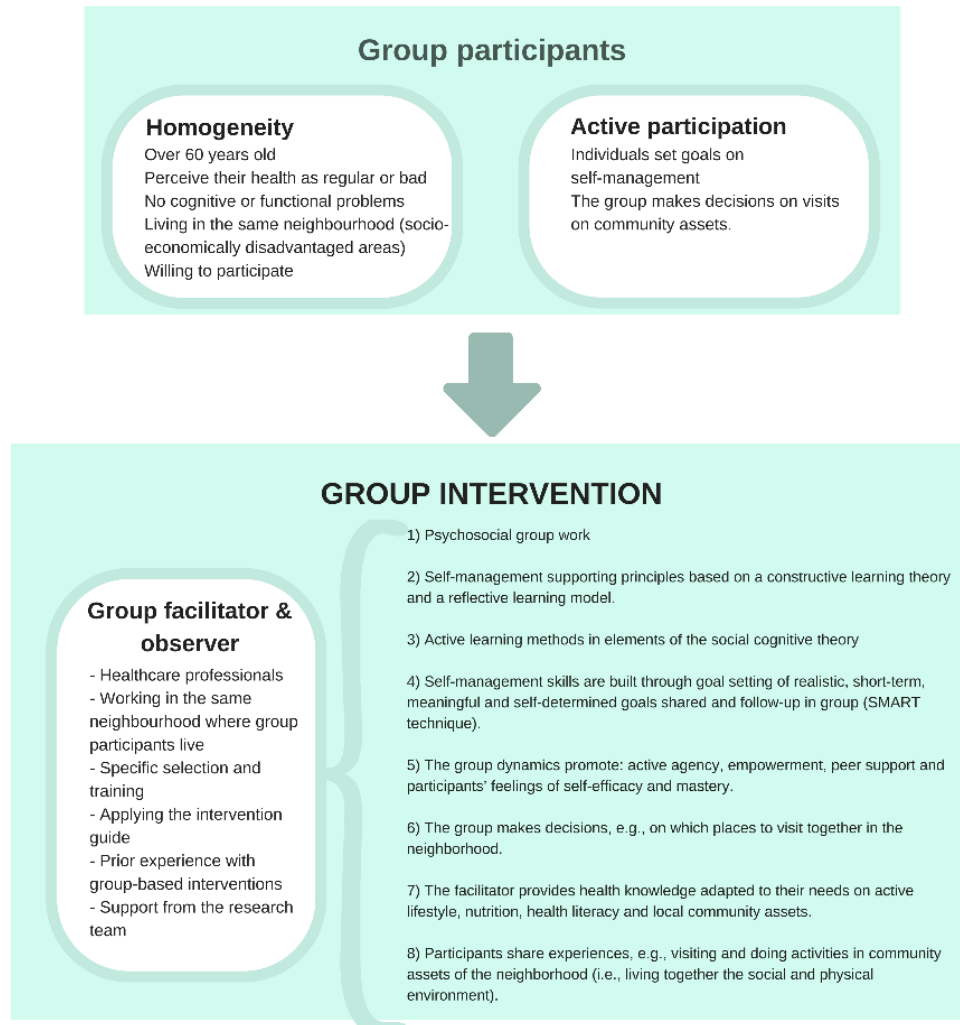 Group participants
Homogeneity
Over 60 years old
Perceive their health as regular or bad
No cognitive or functional problems
Living in the same neighbourhood (socio-
economically disadvantaged areas)
Willing to participate
Active participation
Individuals set goals on
self-management
The group makes decisions on visits
on community assets.
GROUP INTERVENTION
Group facilitator &
observer
- Healthcare professionals
- Working in the same
neighbourhood where group
participants live
- Specific selection and
training
- Applying the intervention
guide
- Prior experience with
group-based interventions
- Support from the research
team
1) Psychosocial group work
2) Self-management supporting principles based on a constructive learning theory
and a reflective learning model.
3) Active learning methods in elements of the social cognitive theory
4) Self-management skills are built through goal setting of realistic, short-term,
meaningful and self-determined goals shared and follow-up in group (SMART
technique).
5) The group dynamics promote: active agency, empowerment, peer support and
participants' feelings of self-efficacy and mastery.
6) The group makes decisions, e.g., on which places to visit together in the
neighborhood.
7) The facilitator provides health knowledge adapted to their needs on active
lifestyle, nutrition, health literacy and local community assets.
8) Participants share experiences, e.g., visiting and doing activities in community
assets of the neighborhood (i.e., living together the social and physical
environment).